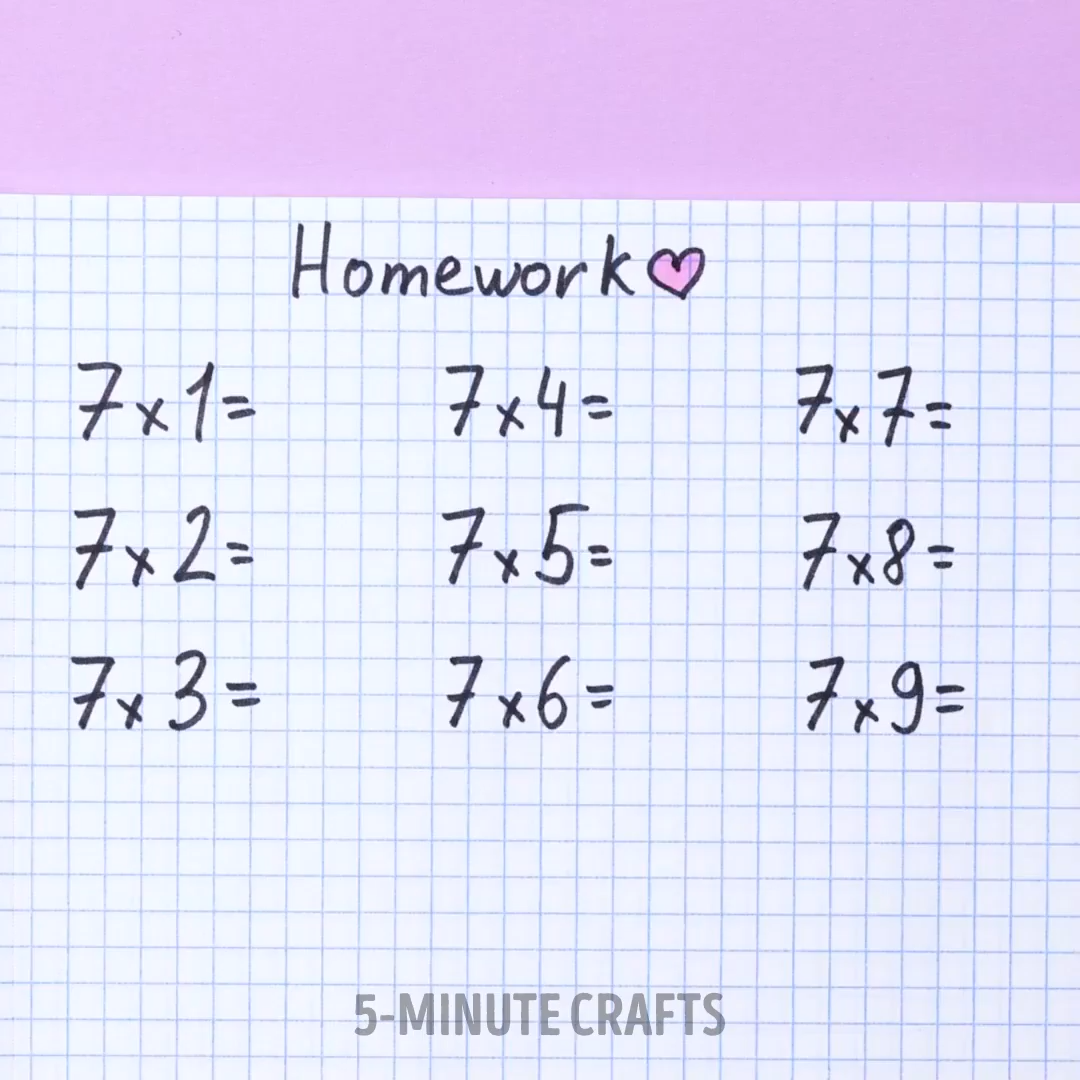 Homework
7x1= 7x4= 7x7=
7x2= 7x5= 7x8=
7x3= 7x6= 7x9=
5-MINUTE CRAFTS